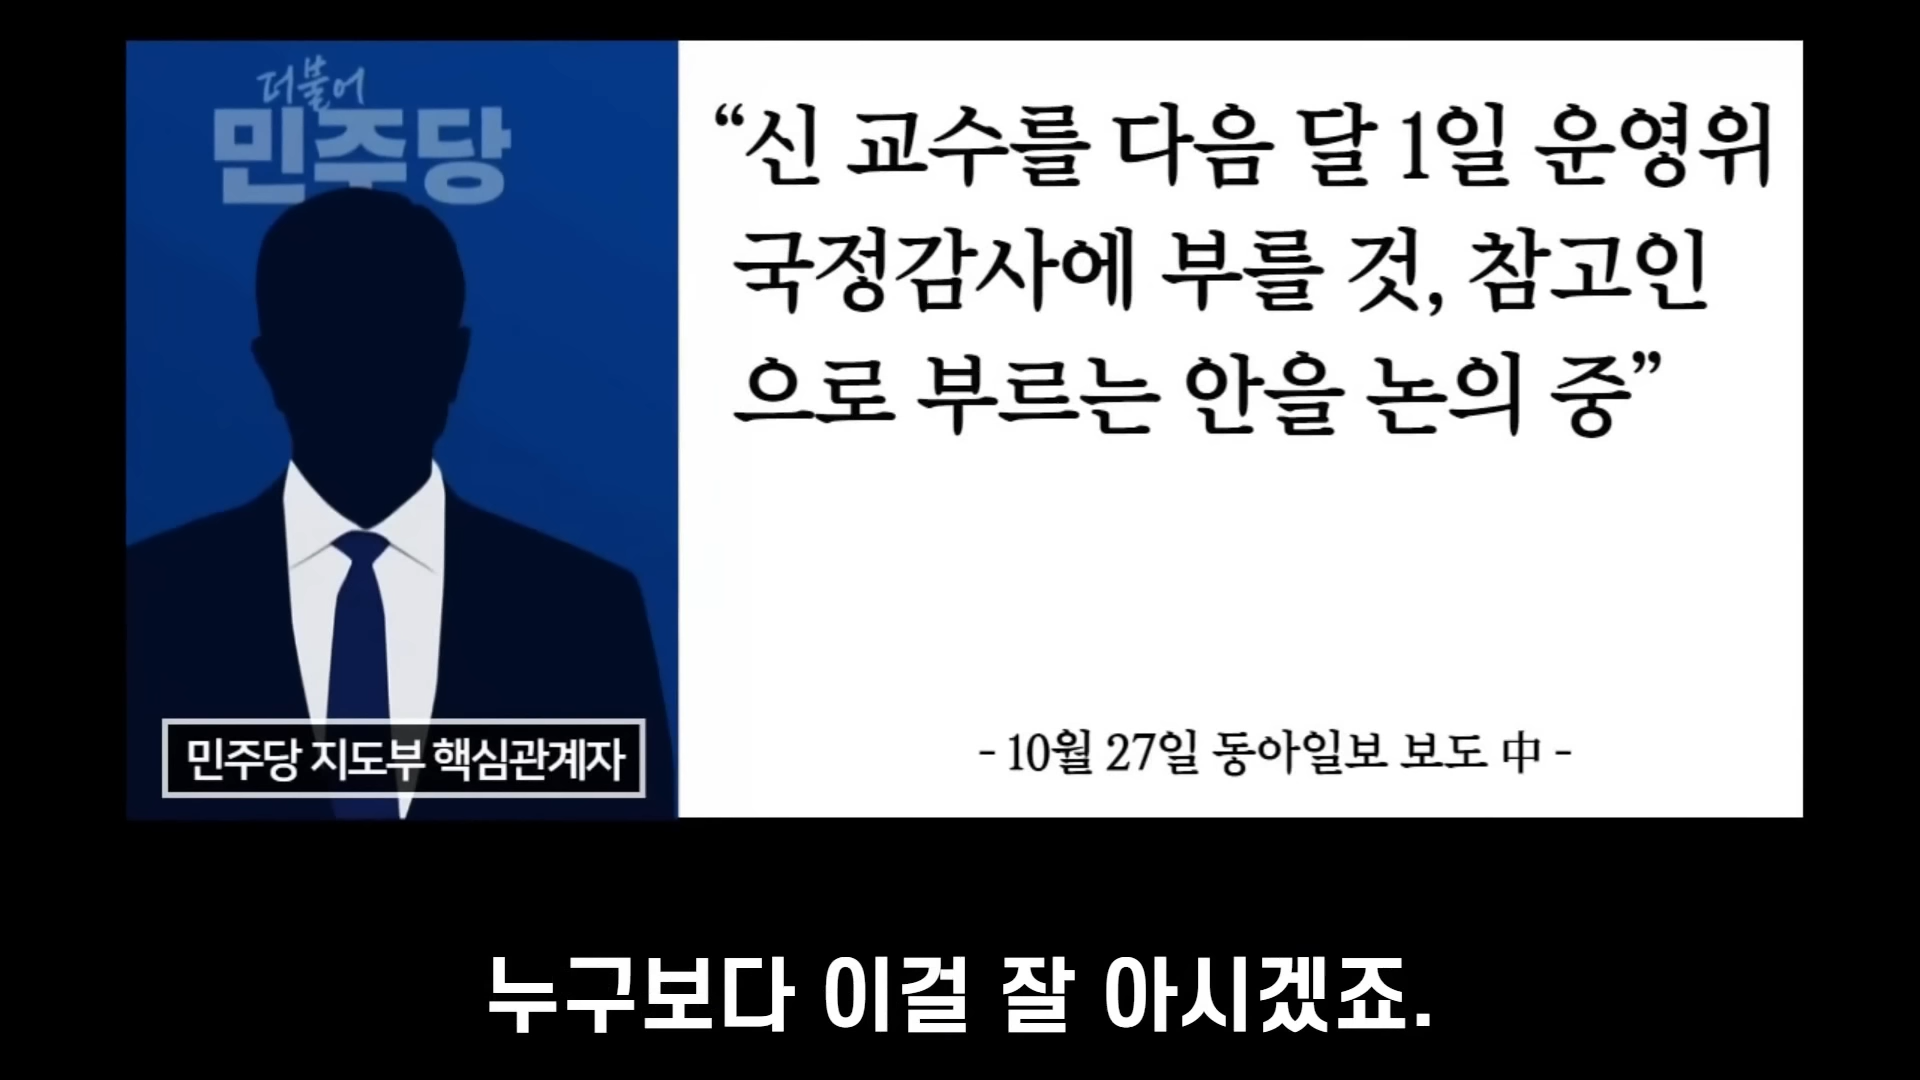 더불어
민주당
“신 교수를 다음 달 1일 운영위
국정감사에 부를 것, 참고인
으로 부르는 안을 논의 중”
민주당 지도부 핵심관계자
- 10월 27일 동아일보 보도 中 -
누구보다 이걸 잘 아시겠죠.